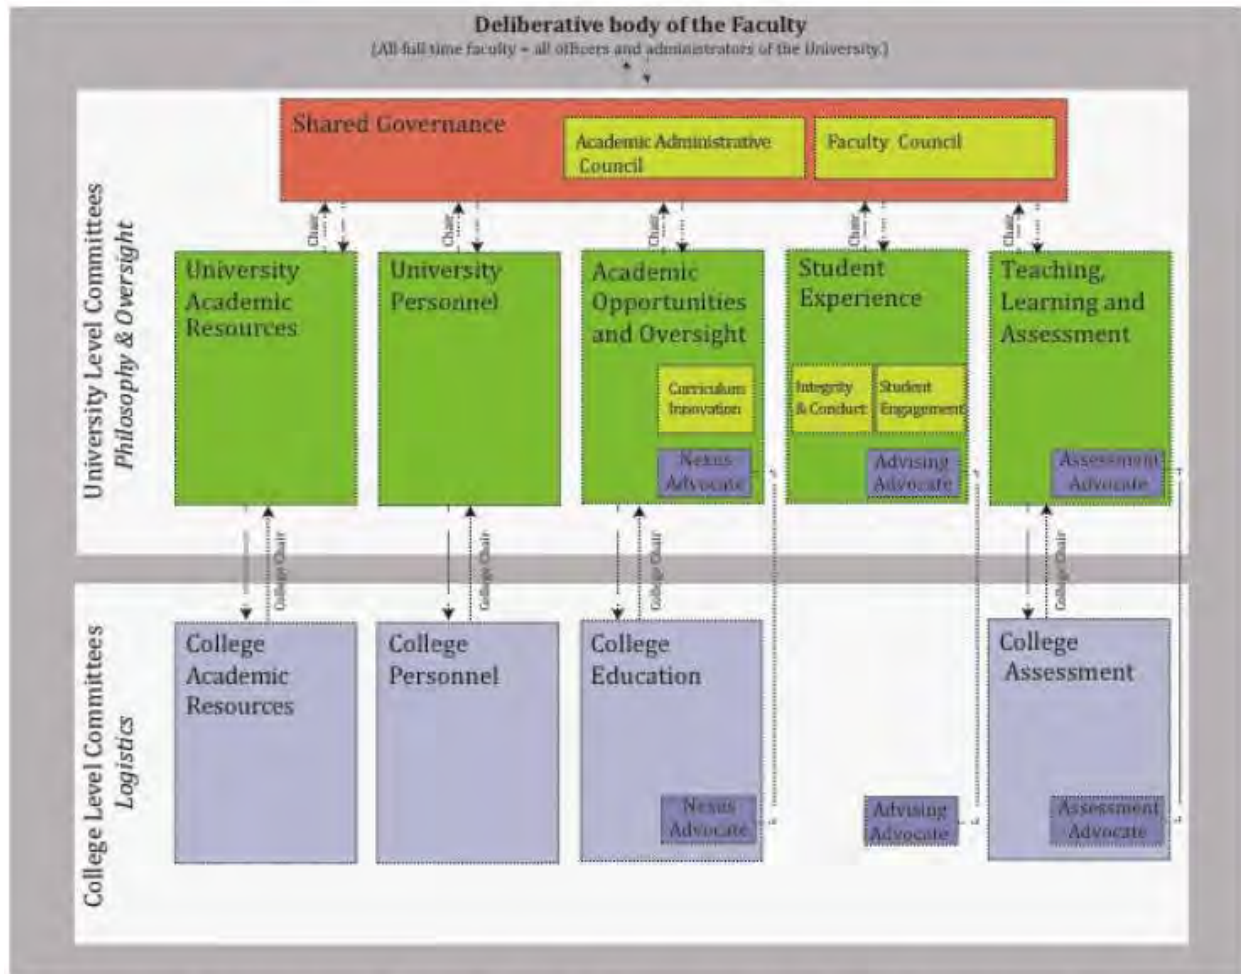 Deliberative body of the Faculty
(All full time faculty – all officers and administrators of the University.)
University Level Committees
Philosophy & Oversight
Shared Governance
Academic Administrative
Council
Faculty Council
Chair
Chair
Chair
Chair
Chair
University
Academic
Resources
University
Personnel
Academic
Opportunities
and Oversight
Curriculum
Innovation
Nexus
Advocate
Student
Experience
Integrity
& Conduct
Student
Engagement
Advising
Advocate
Teaching,
Learning and
Assessment
Assessment
Advocate
College Chair
College Chair
College Chair
College Chair
College Level Committees
Logistics
College
Academic
Resources
College
Personnel
College
Education
Nexus
Advocate
Advising
Advocate
College
Assessment
Assessment
Advocate